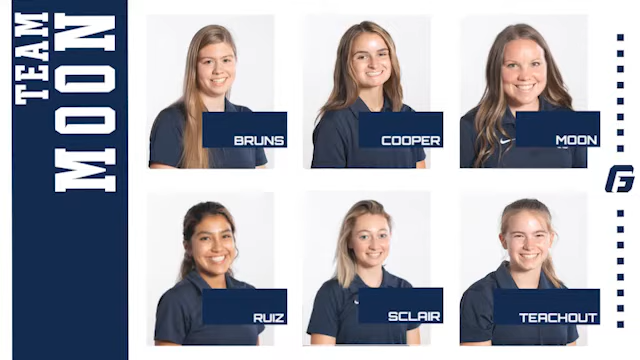 TEAM
MOON
BRUNS
COOPER
MOON
RUIZ
SCLAIR
TEACHOUT